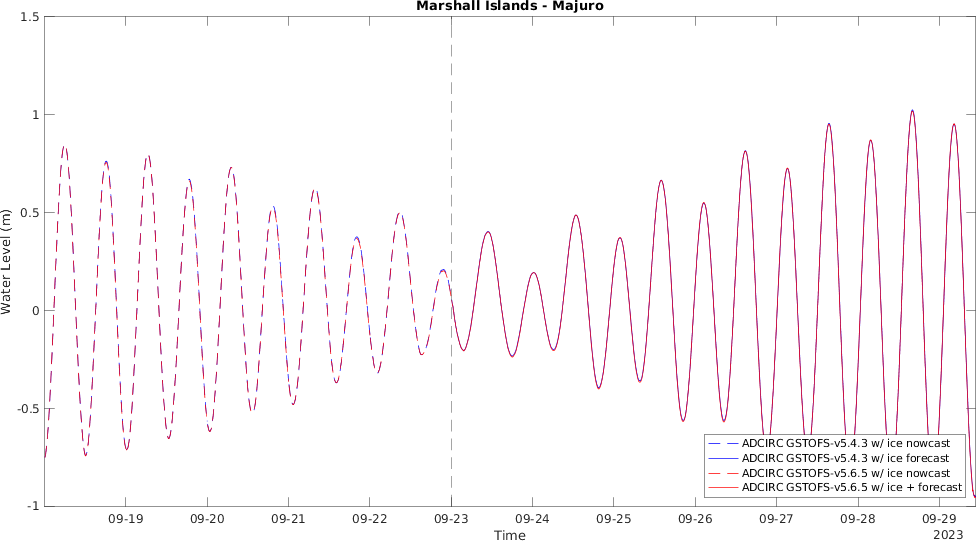 Marshall Islands - Majuro
1.5
1
0.5
0
-0.5
-1
Water Level (m)
ADCIRC GSTOFS-v5.4.3 w/ ice nowcast
ADCIRC GSTOFS-v5.4.3 w/ ice forecast
ADCIRC GSTOFS-v5.6.5 w/ ice nowcast
ADCIRC GSTOFS-v5.6.5 w/ ice + forecast
09-19 09-20 09-21 09-22 09-23 09-24 09-25 09-26 09-27 09-28 09-29
Time
2023